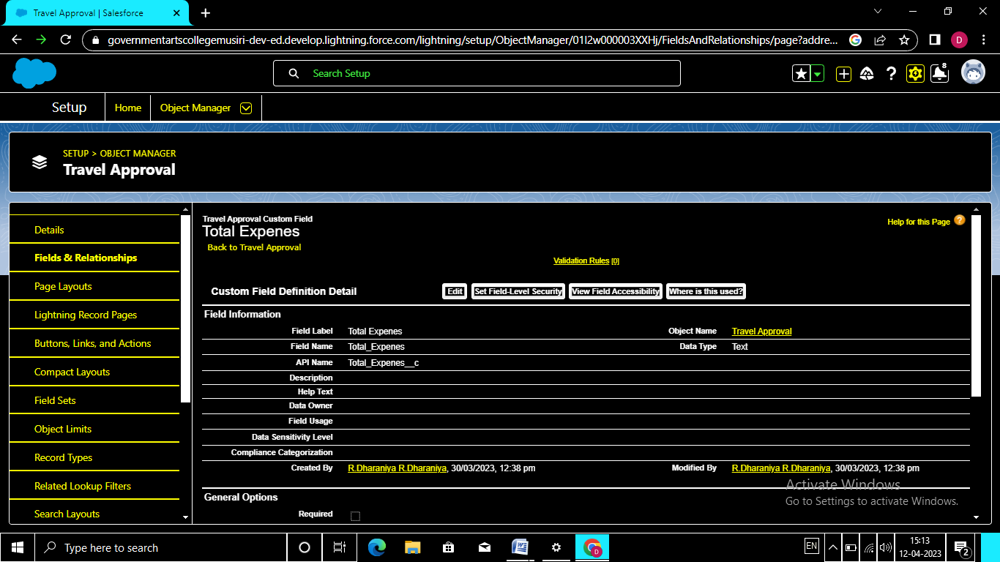 Travel Approval | Salesforce
governmentartscollegemusiri-dev-ed.develop.lightning.force.com/lightning/setup/ObjectManager/01I2w000003XXHj/FieldsAndRelationships/page?addre...
D
Search Setup
8
Setup
Home
Object Manager
SETUP > OBJECT MANAGER
Travel Approval
Details
Fields & Relationships
Page Layouts
Lightning Record Pages
Buttons, Links, and Actions
Compact Layouts
Field Sets
Object Limits
Record Types
Related Lookup Filters
Search Layouts
Travel Approval Custom Field
Total Expenes
Back to Travel Approval
Help for this Page
Validation Rules [0]
Custom Field Definition Detail
Edit Set Field-Level Security View Field Accessibility Where is this used?
Field Information
Field Label Total Expenes Object Name Travel Approval
Field Name Total_Expenes Data Type Text
API Name Total_Expenes__c
Description
Help Text
Data Owner
Field Usage
Data Sensitivity Level
Compliance Categorization
Created By R.Dharaniya R.Dharaniya, 30/03/2023, 12:38 pm Modified By R.Dharaniya R.Dharaniya, 30/03/2023, 12:38 pm
General Options
Required
Activate Windows
Go to Settings to activate Windows.
Type here to search
D
EN
15:13
12-04-2023
2